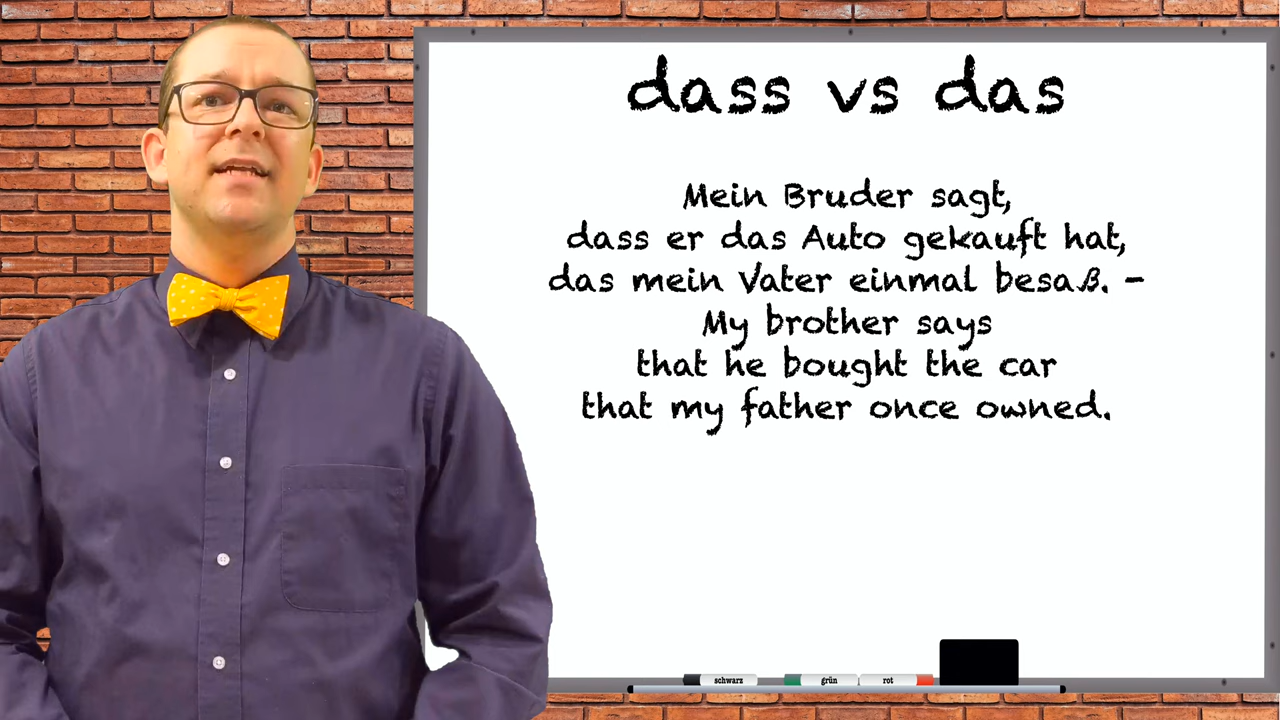 dass vs das
Mein Bruder sagt,
dass er das Auto gekauft hat,
das mein Vater einmal besaß. -
My brother says
that he bought the car
that my father once owned.
schwarz
grün
rot